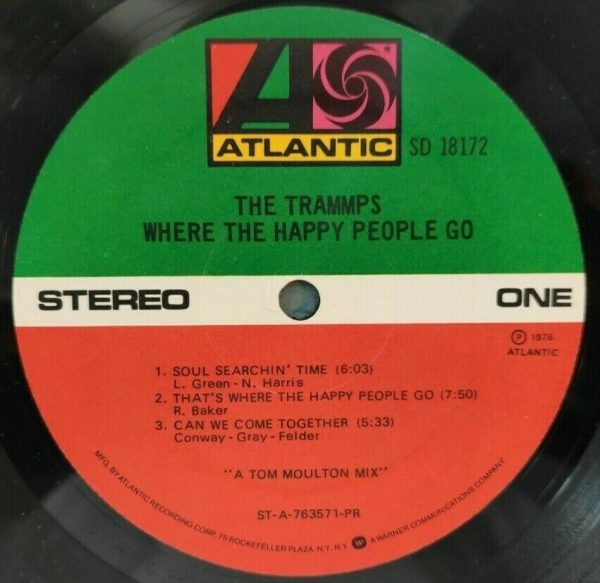 ATLANTIC SD 18172
THE TRAMMPS
WHERE THE HAPPY PEOPLE GO
STEREO ONE
Ⓟ 1976
ATLANTIC
1. SOUL SEARCHIN' TIME (6:03)
L. Green - N. Harris
2. THAT'S WHERE THE HAPPY PEOPLE GO (7:50)
R. Baker
3. CAN WE COME TOGETHER (5:33)
Conway - Gray - Felder
"A TOM MOULTON MIX"
ST-A-763571-PR
MFG. BY ATLANTIC RECORDING CORP. 75 ROCKEFELLER PLAZA N.Y. N.Y. A WARNER COMMUNICATIONS COMPANY